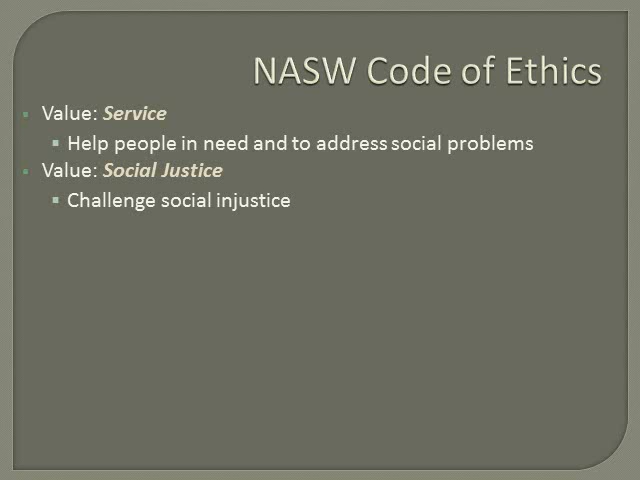 NASW Code of Ethics
Value: Service
Help people in need and to address social problems
Value: Social Justice
Challenge social injustice